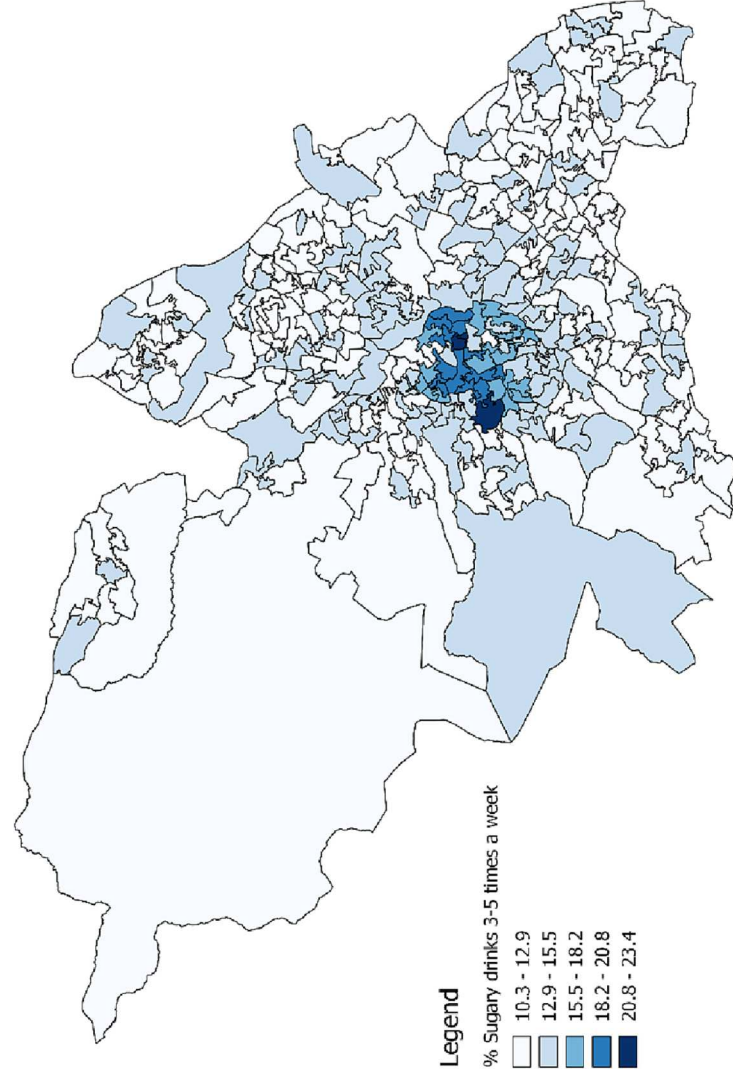 Legend
% Sugary drinks 3-5 times a week
10.3 - 12.9
12.9 - 15.5
15.5 - 18.2
18.2 - 20.8
20.8 - 23.4